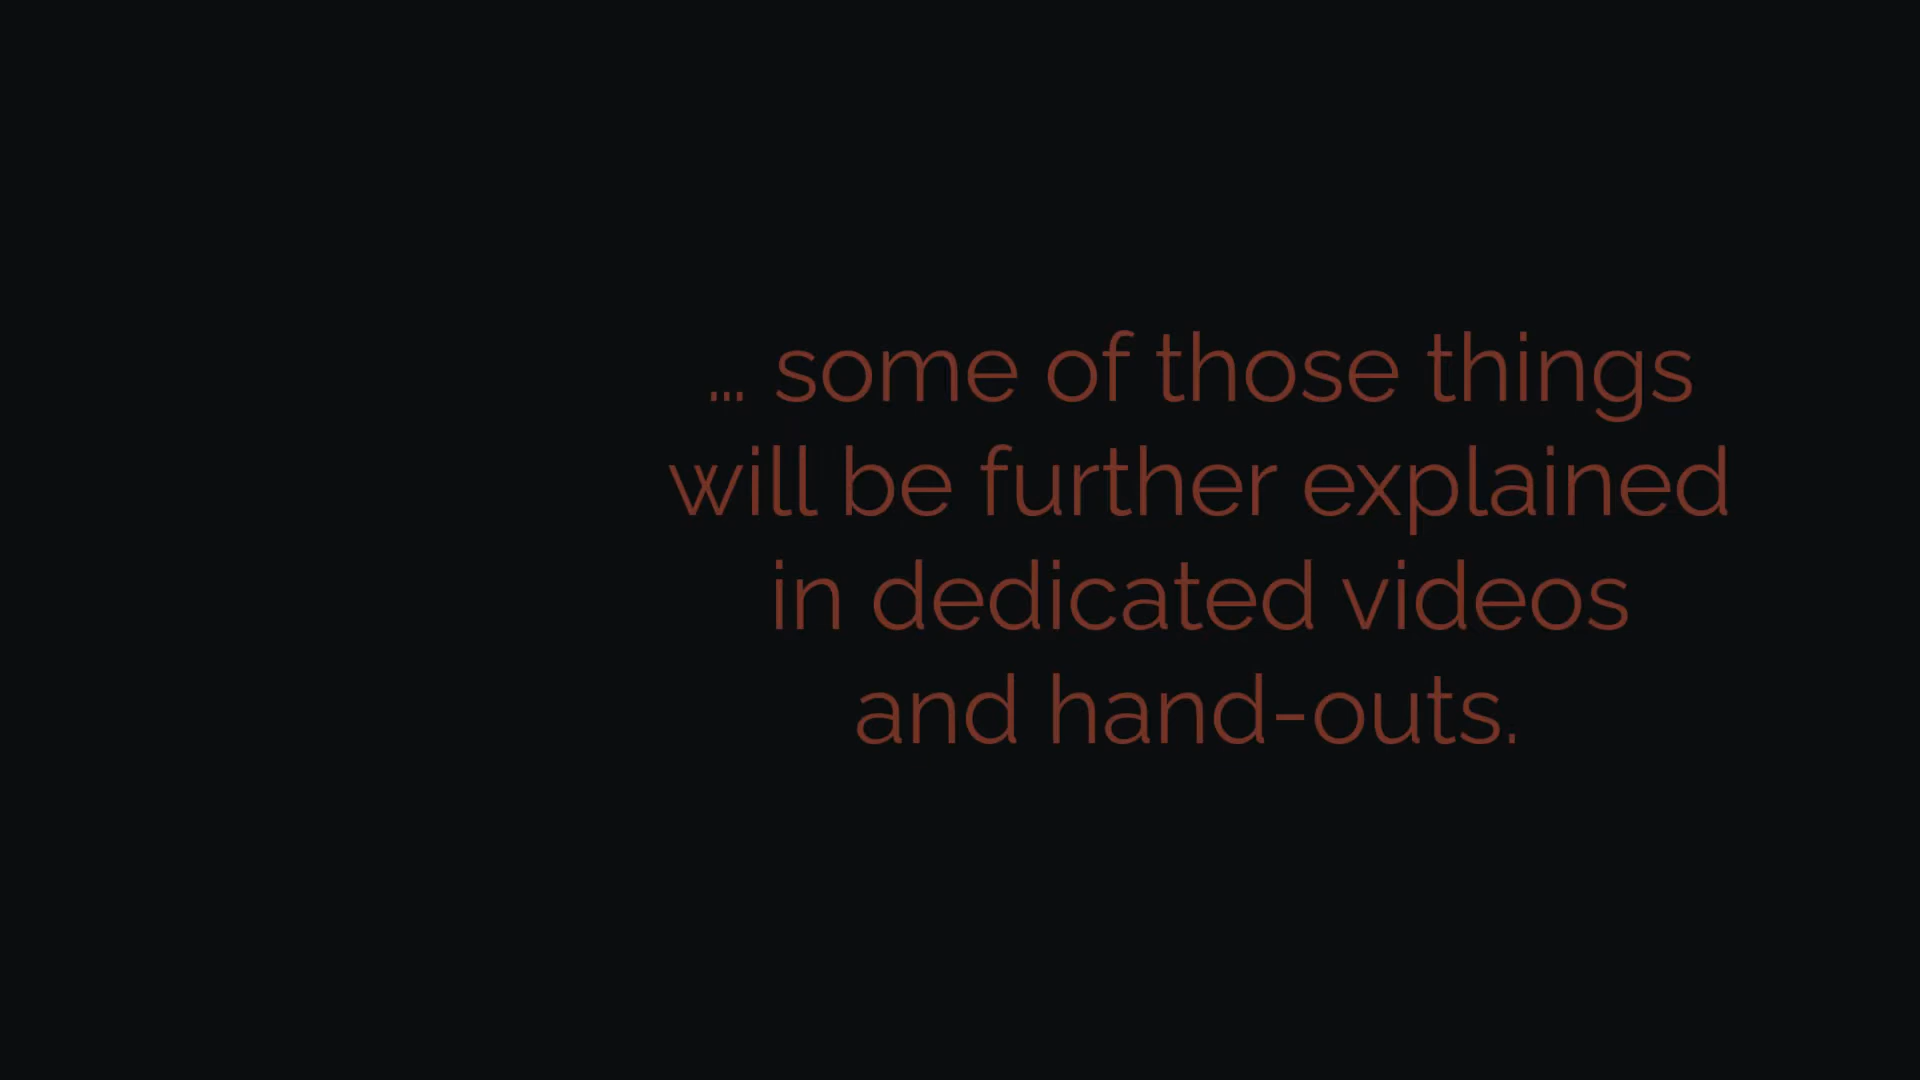 ... some of those things
will be further explained
in dedicated videos
and hand-outs.